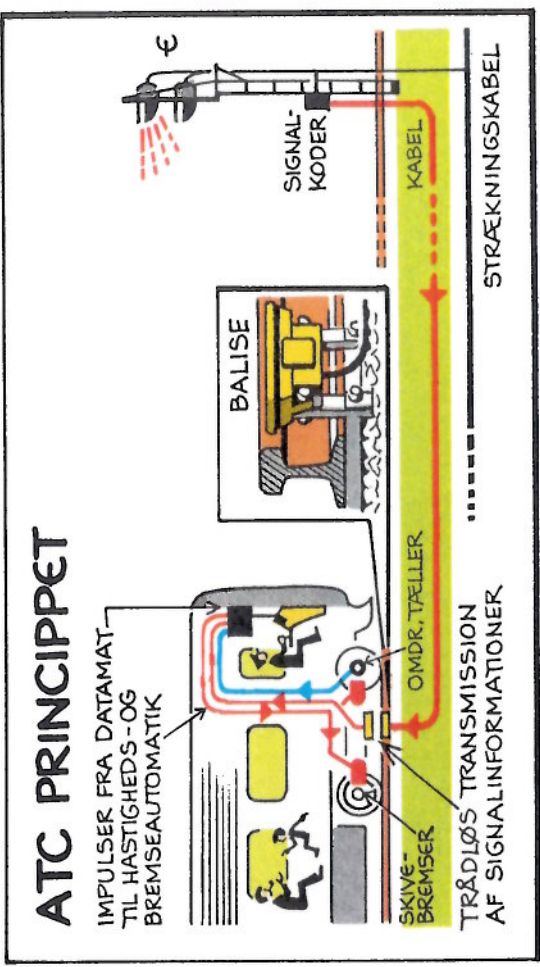 ATC PRINCIPPET
IMPULSER FRA DATAMAT
TIL HASTIGHEDS-OG
BREMSEAUTOMATIK
BALISE
SIGNAL-
KODER
KABEL
STRÆKNINGSKABEL
OMDR.TÆLLER
SKIVE-
BREMSER
TRÅDLØS TRANSMISSION
AF SIGNALINFORMATIONER